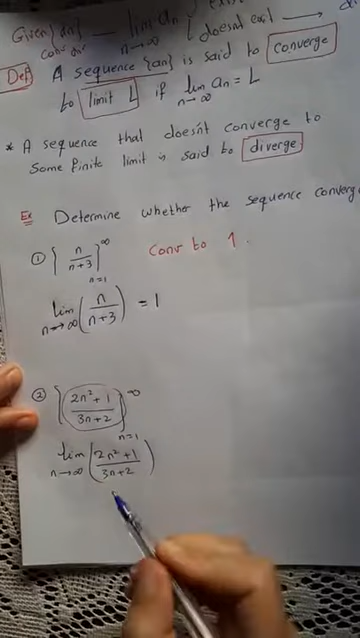 Given {an} lim an
n→∞ doesn't exist
Def A sequence {an} is said to converge
to limit L if lim an = L
n→∞
* A sequence that doesn't converge to
some finite limit is said to diverge
Ex Determine whether the sequence converge
① { n/n+3 }∞ n=1 Conv to 1.
lim n→∞ ( n/n+3 ) = 1
② { 2n²+1/3n+2 }∞ n=1
lim n→∞ ( 2n²+1/3n+2 )